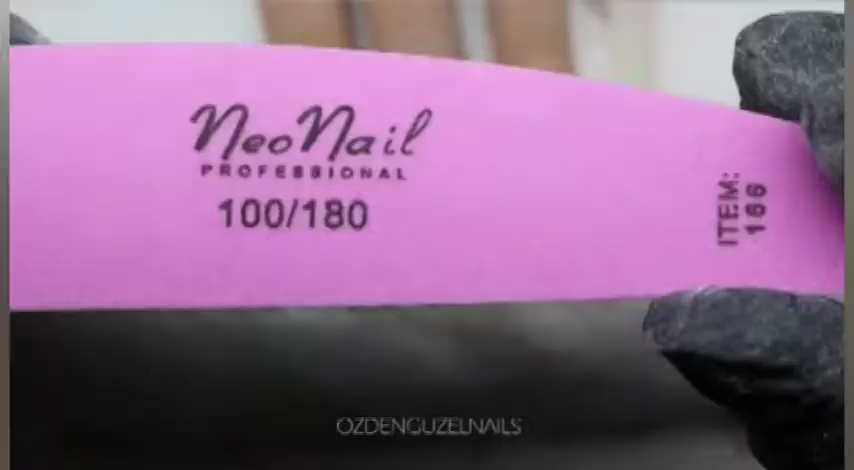 NeoNail
PROFESSIONAL
100/180
ITEM:
166
OZDENGUZELNAILS